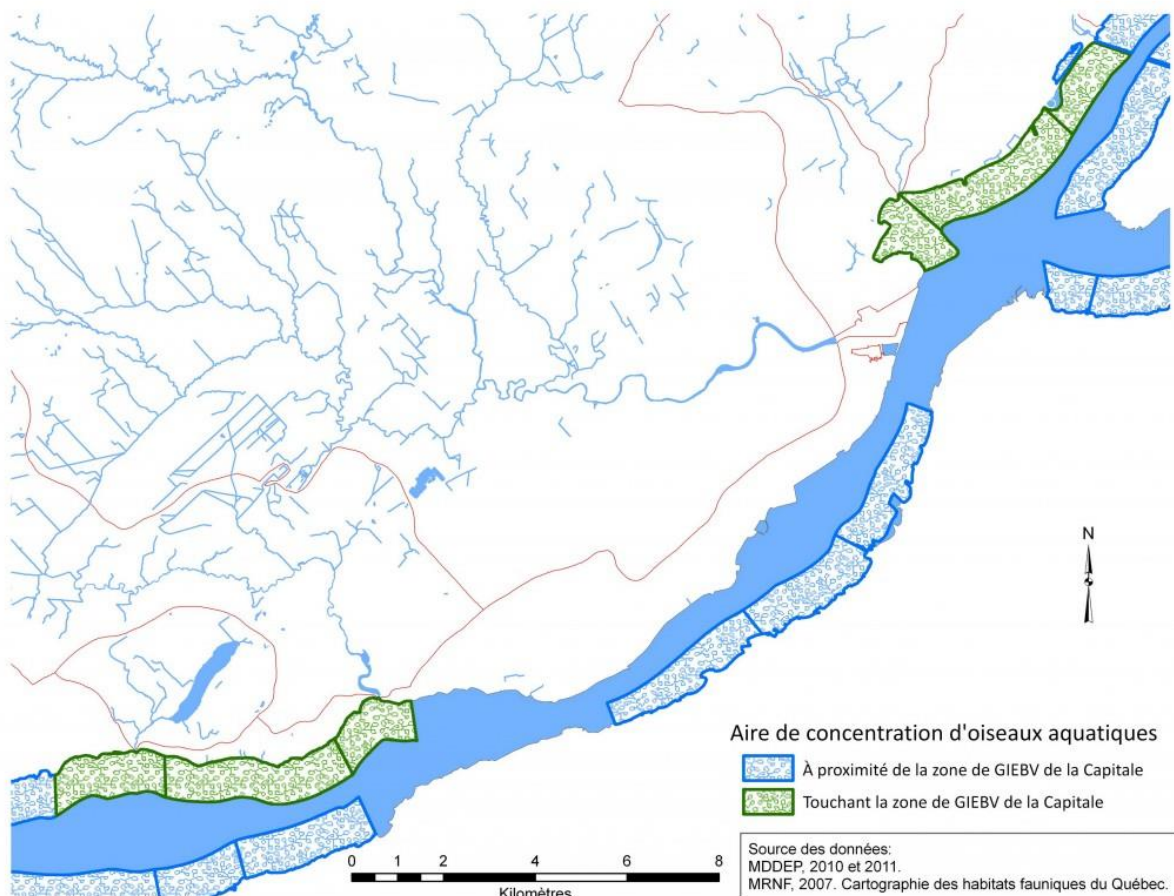 N
Aire de concentration d'oiseaux aquatiques
À proximité de la zone de GIEBV de la Capitale
Touchant la zone de GIEBV de la Capitale
0 1 2 4 6 8
Kilomètres
Source des données:
MDDEP, 2010 et 2011.
MRNF, 2007. Cartographie des habitats fauniques du Québec.